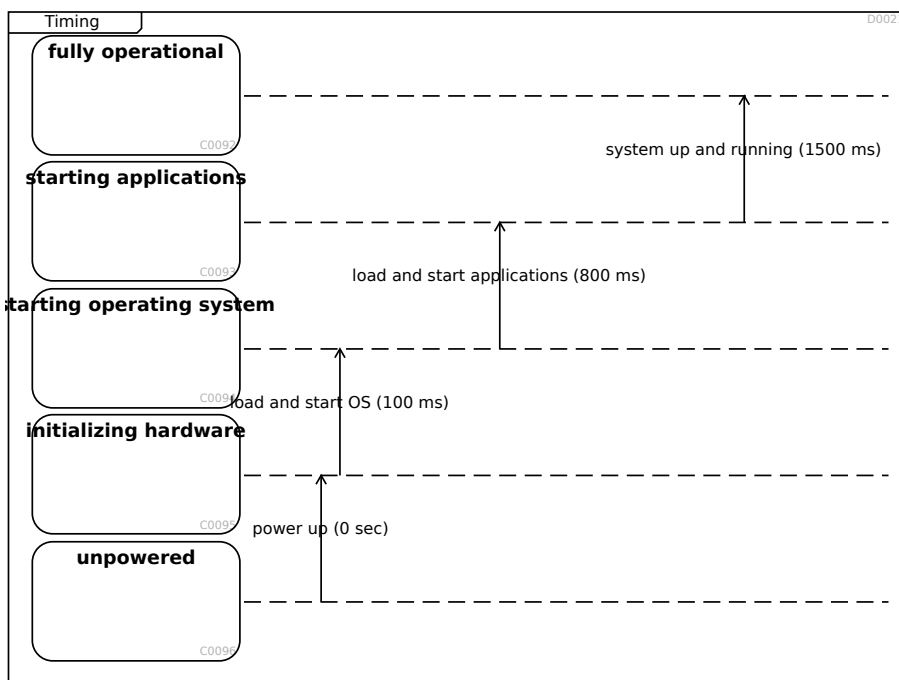 Timing
D002
fully operational
C0092
system up and running (1500 ms)
starting applications
C0093
load and start applications (800 ms)
starting operating system
C0094
load and start OS (100 ms)
initializing hardware
C0095
power up (0 sec)
unpowered
C0096